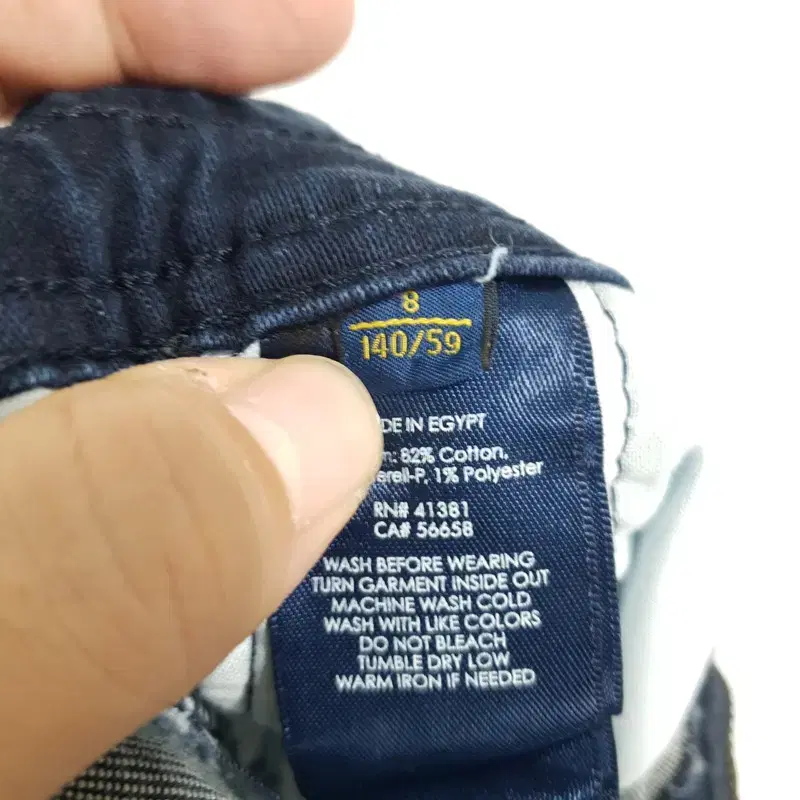 8
140/59
DE IN EGYPT
82% Cotton,
1% Polyester
RN# 41381
CA# 56658
WASH BEFORE WEARING
TURN GARMENT INSIDE OUT
MACHINE WASH COLD
WASH WITH LIKE COLORS
DO NOT BLEACH
TUMBLE DRY LOW
WARM IRON IF NEEDED